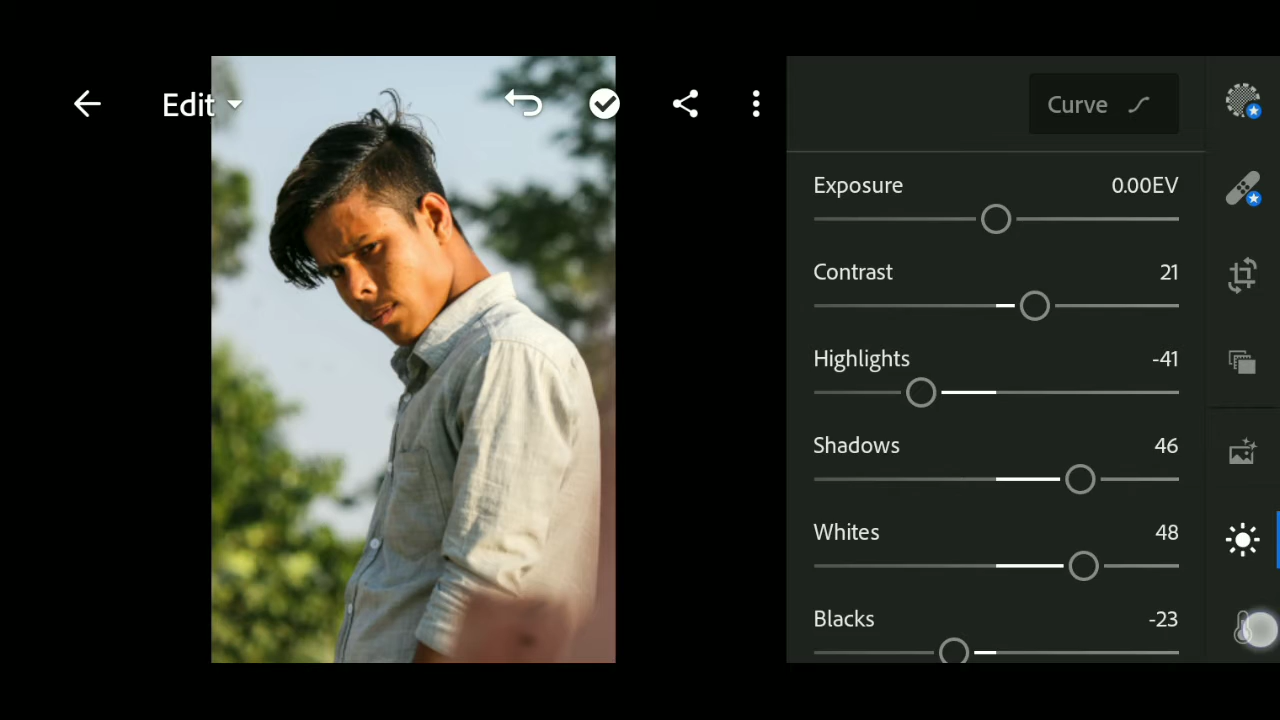 Edit
Curve
Exposure 0.00EV
Contrast 21
Highlights -41
Shadows 46
Whites 48
Blacks -23